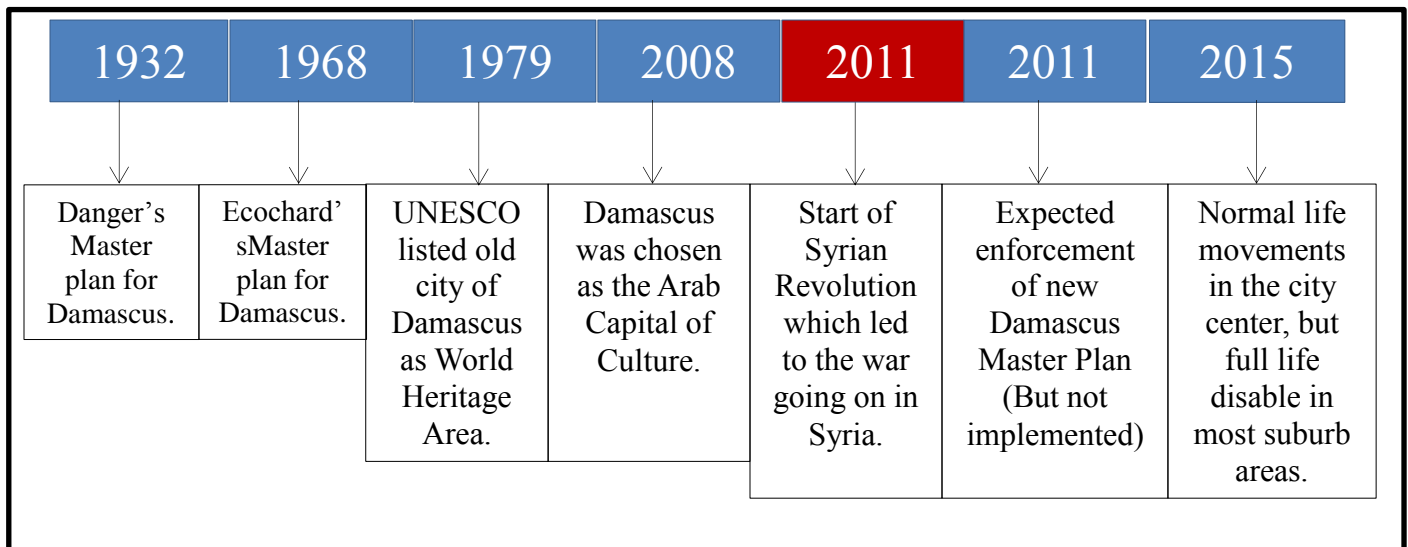 1932 1968 1979 2008 2011 2011 2015
Danger's
Master
plan for
Damascus.
Ecochard'
sMaster
plan for
Damascus.
UNESCO
listed old
city of
Damascus
as World
Heritage
Area.
Damascus
was chosen
as the Arab
Capital of
Culture.
Start of
Syrian
Revolution
which led
to the war
going on in
Syria.
Expected
enforcement
of new
Damascus
Master Plan
(But not
implemented)
Normal life
movements
in the city
center, but
full life
disable in
most suburb
areas.